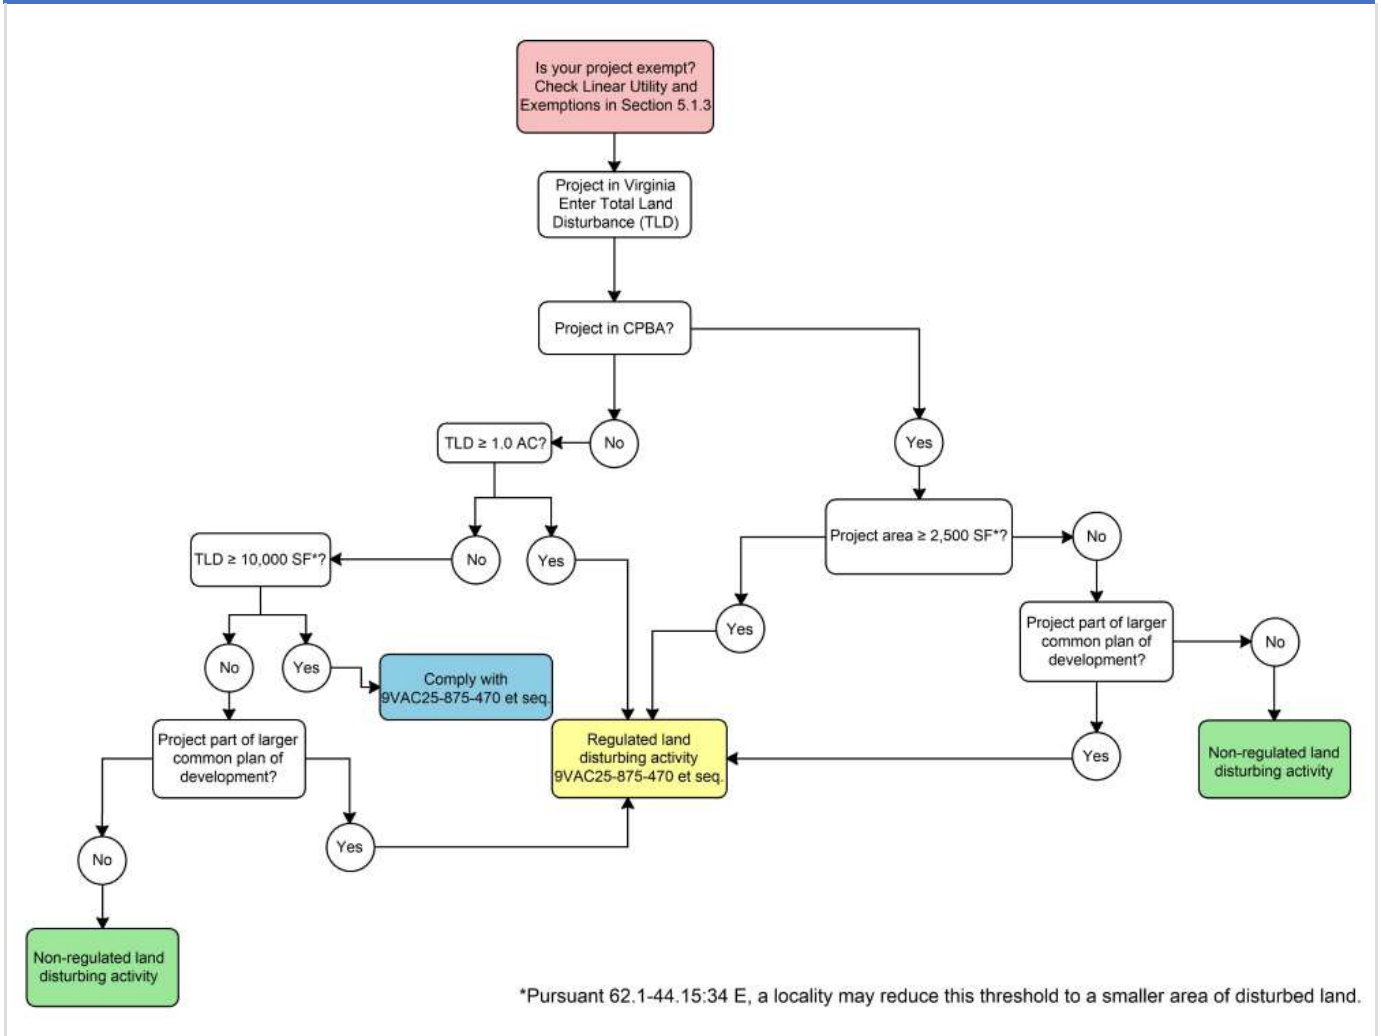 Is your project exempt?
Check Linear Utility and
Exemptions in Section 5.1.3
Project in Virginia
Enter Total Land
Disturbance (TLD)
Project in CPBA?
No
TLD ≥ 1.0 AC?
Yes
No
Yes
TLD ≥ 10,000 SF*?
Project area ≥ 2,500 SF*?
No
Yes
No
Yes
Comply with
9VAC25-875-470 et seq.
Project part of larger
common plan of
development?
No
Yes
Project part of larger
common plan of
development?
Regulated land
disturbing activity
9VAC25-875-470 et seq.
Yes
Non-regulated land
disturbing activity
No
Yes
Non-regulated land
disturbing activity
*Pursuant 62.1-44.15:34 E, a locality may reduce this threshold to a smaller area of disturbed land.